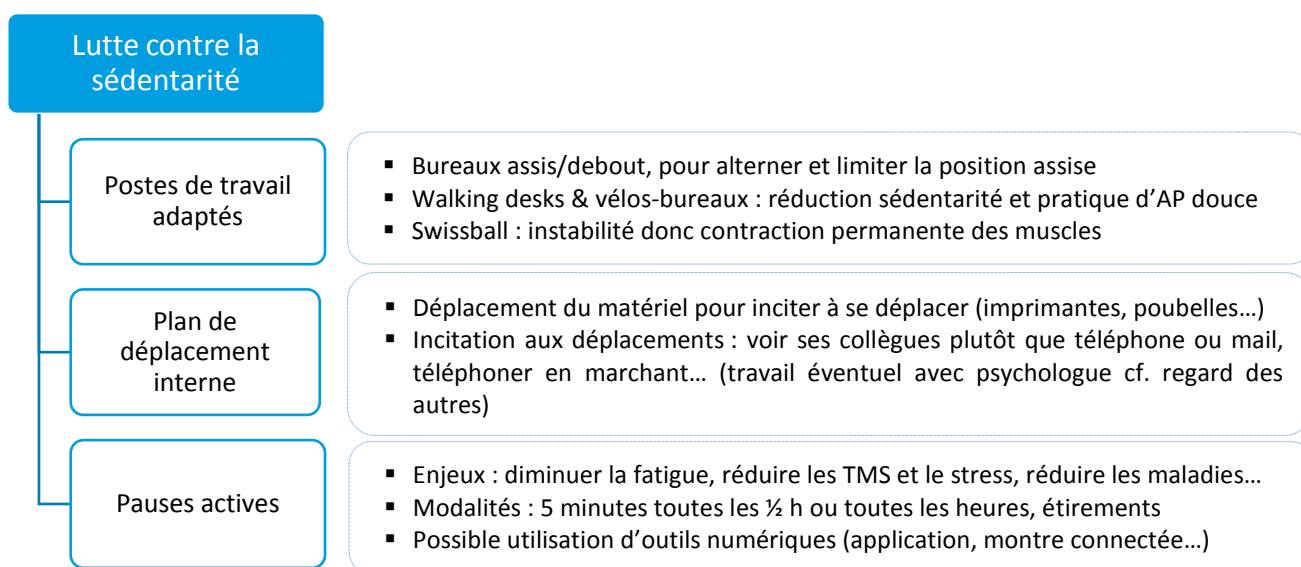 Lutte contre la
sédentarité
Postes de travail
adaptés
▪ Bureaux assis/debout, pour alterner et limiter la position assise
▪ Walking desks & vélos-bureaux : réduction sédentarité et pratique d’AP douce
▪ Swissball : instabilité donc contraction permanente des muscles
Plan de
déplacement
interne
▪ Déplacement du matériel pour inciter à se déplacer (imprimantes, poubelles…)
▪ Incitation aux déplacements : voir ses collègues plutôt que téléphone ou mail,
téléphoner en marchant… (travail éventuel avec psychologue cf. regard des
autres)
Pauses actives
▪ Enjeux : diminuer la fatigue, réduire les TMS et le stress, réduire les maladies…
▪ Modalités : 5 minutes toutes les ½ h ou toutes les heures, étirements
▪ Possible utilisation d’outils numériques (application, montre connectée…)